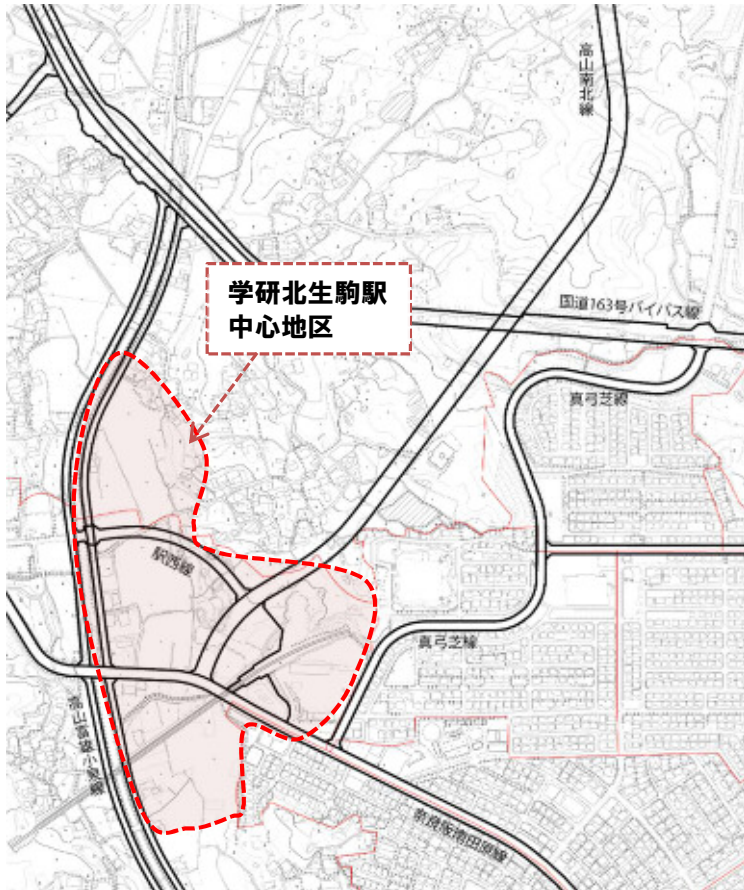 高山南北線
学研北生駒駅
中心地区
国道163号バイパス線
真弓芝線
駅西線
真弓芝線
高山富雄小泉線
奈良阪南田原線